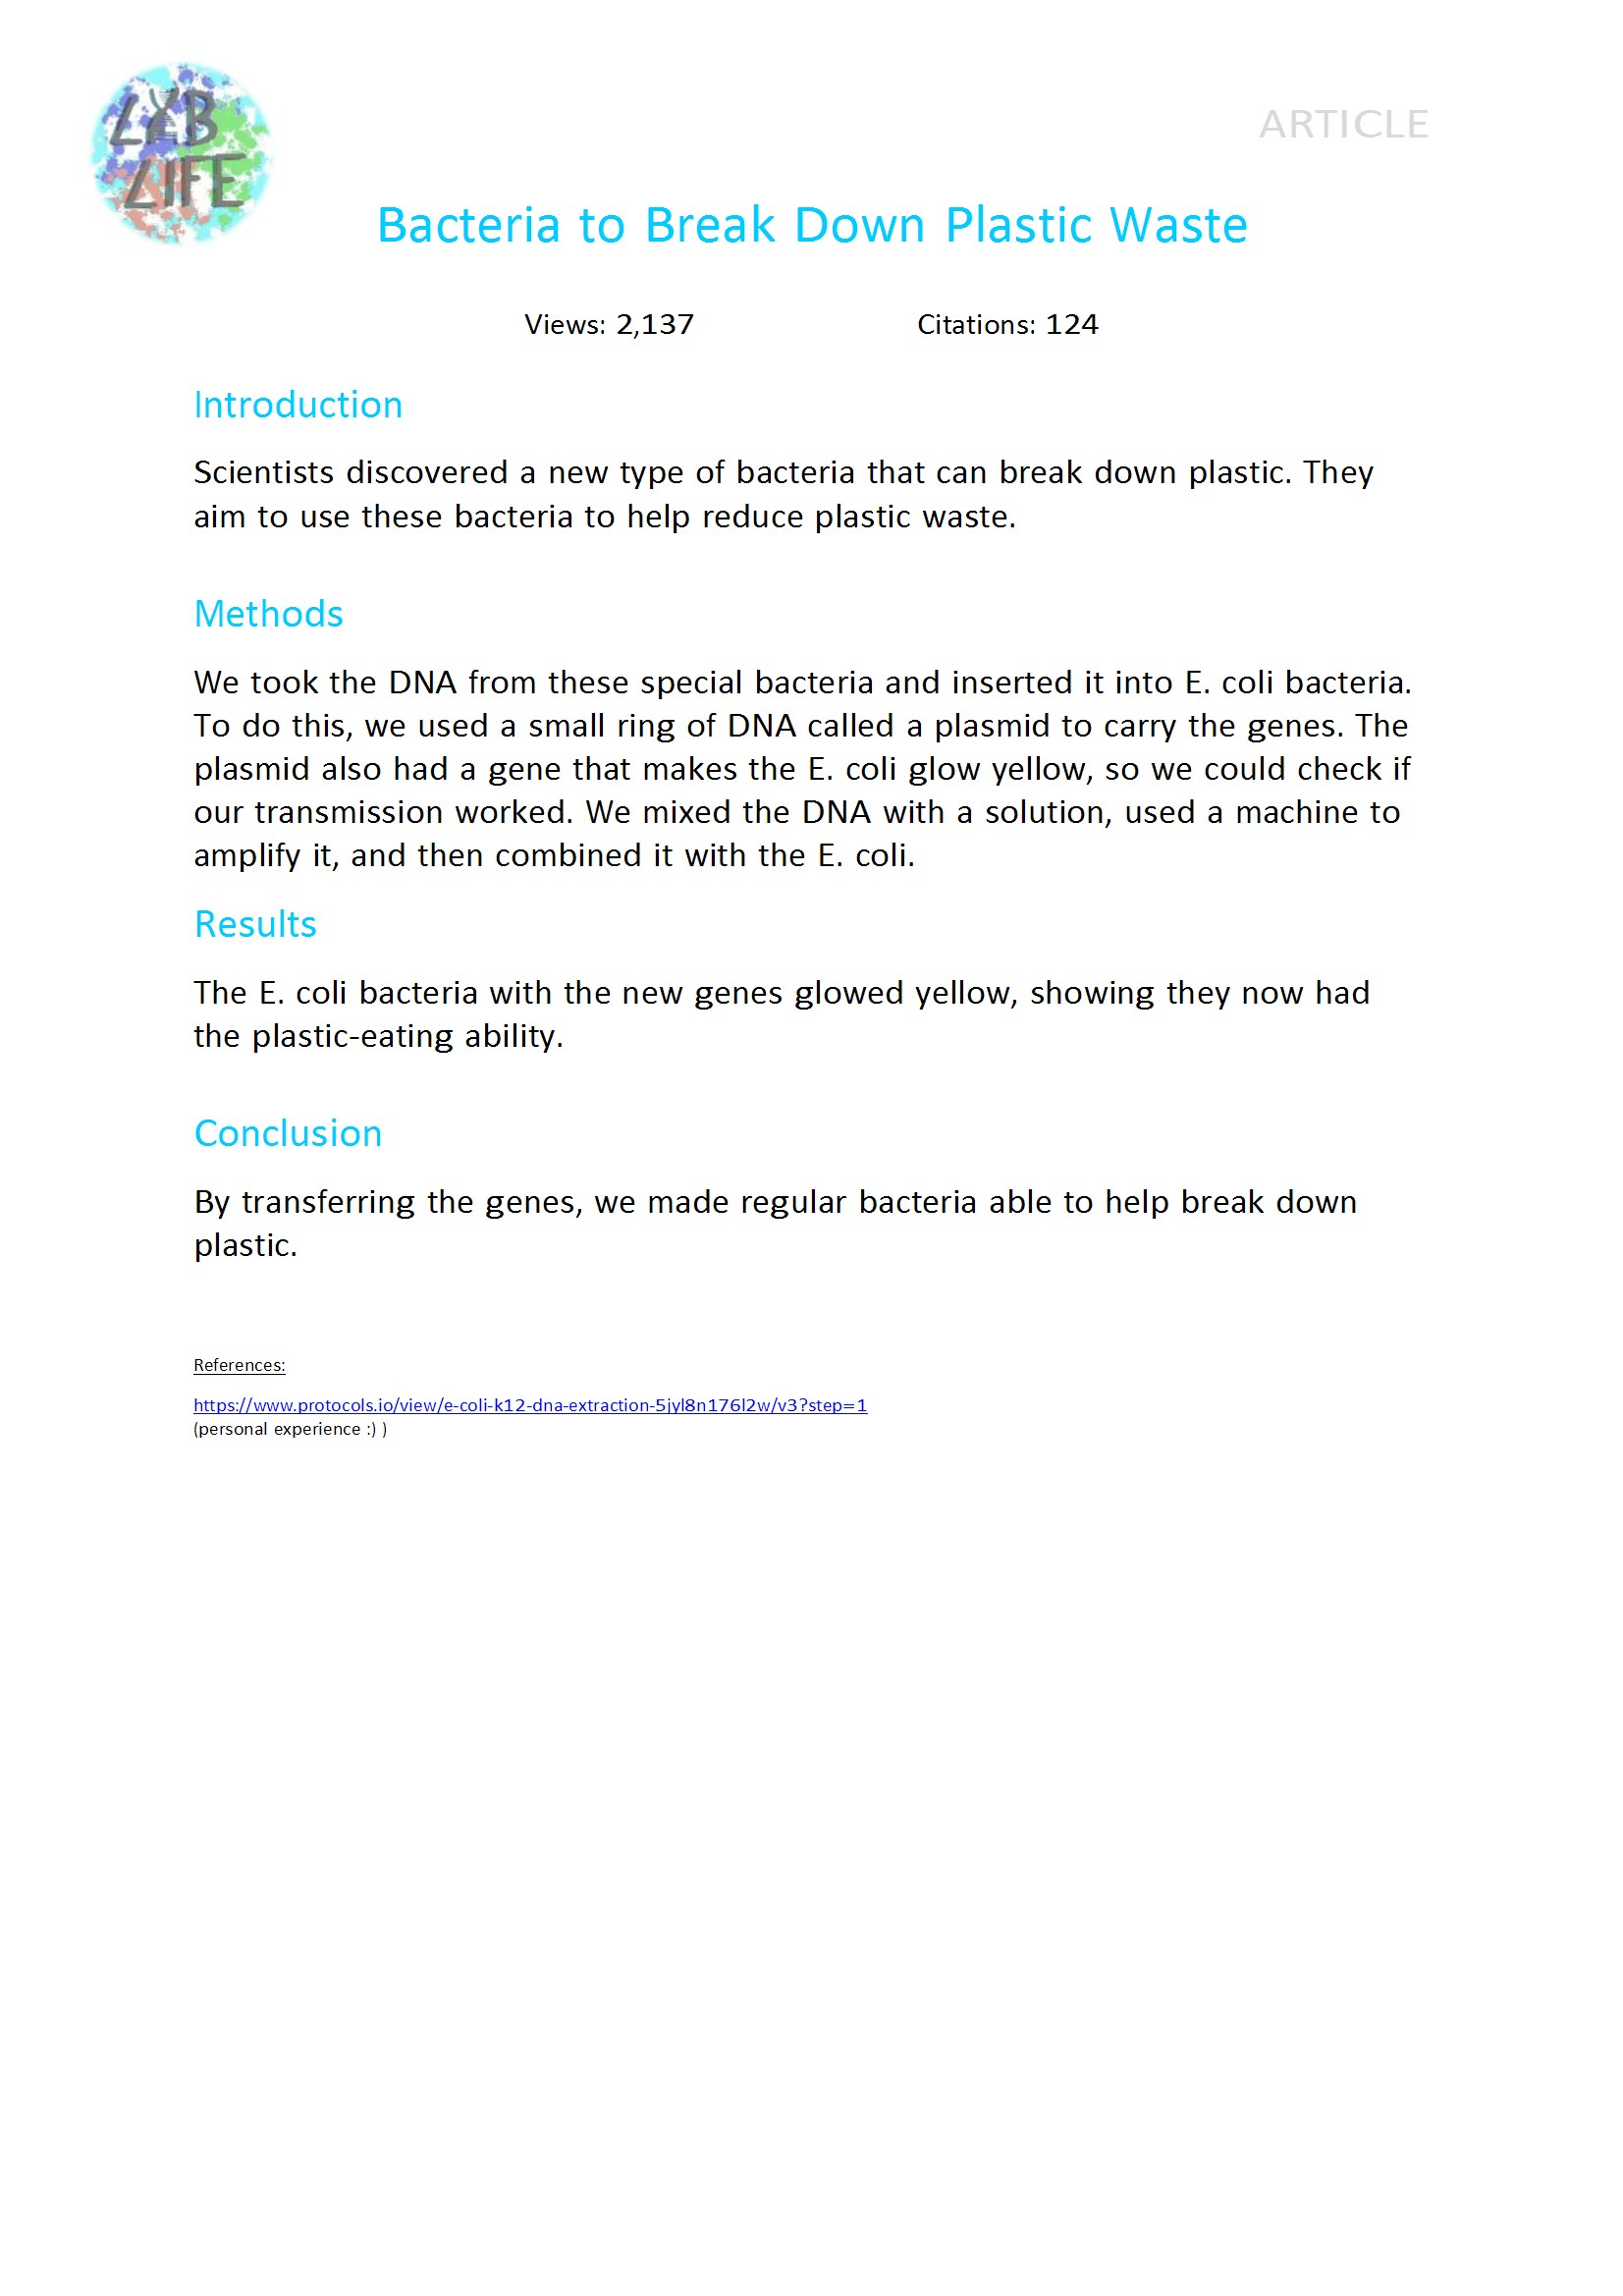 LAB
LIFE
ARTICLE
Bacteria to Break Down Plastic Waste
Views: 2,137 Citations: 124
Introduction
Scientists discovered a new type of bacteria that can break down plastic. They
aim to use these bacteria to help reduce plastic waste.
Methods
We took the DNA from these special bacteria and inserted it into E. coli bacteria.
To do this, we used a small ring of DNA called a plasmid to carry the genes. The
plasmid also had a gene that makes the E. coli glow yellow, so we could check if
our transmission worked. We mixed the DNA with a solution, used a machine to
amplify it, and then combined it with the E. coli.
Results
The E. coli bacteria with the new genes glowed yellow, showing they now had
the plastic-eating ability.
Conclusion
By transferring the genes, we made regular bacteria able to help break down
plastic.
References:
https://www.protocols.io/view/e-coli-k12-dna-extraction-5jyl8n176l2w/v3?step=1
(personal experience :) )